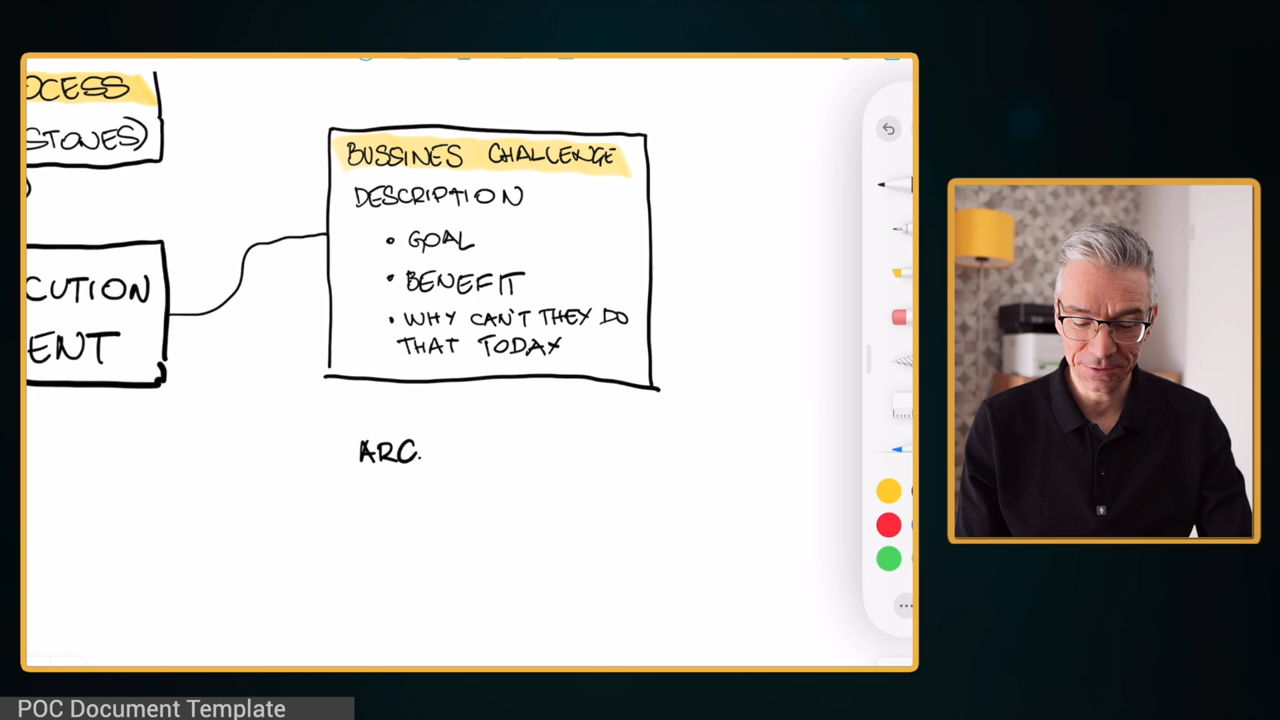 OCESS
STONES)
)
BUSSINES CHALLENGE
DESCRIPTION
• GOAL
• BENEFIT
• WHY CAN'T THEY DO
THAT TODAY
CUTION
ENT
ARC.
POC Document Template